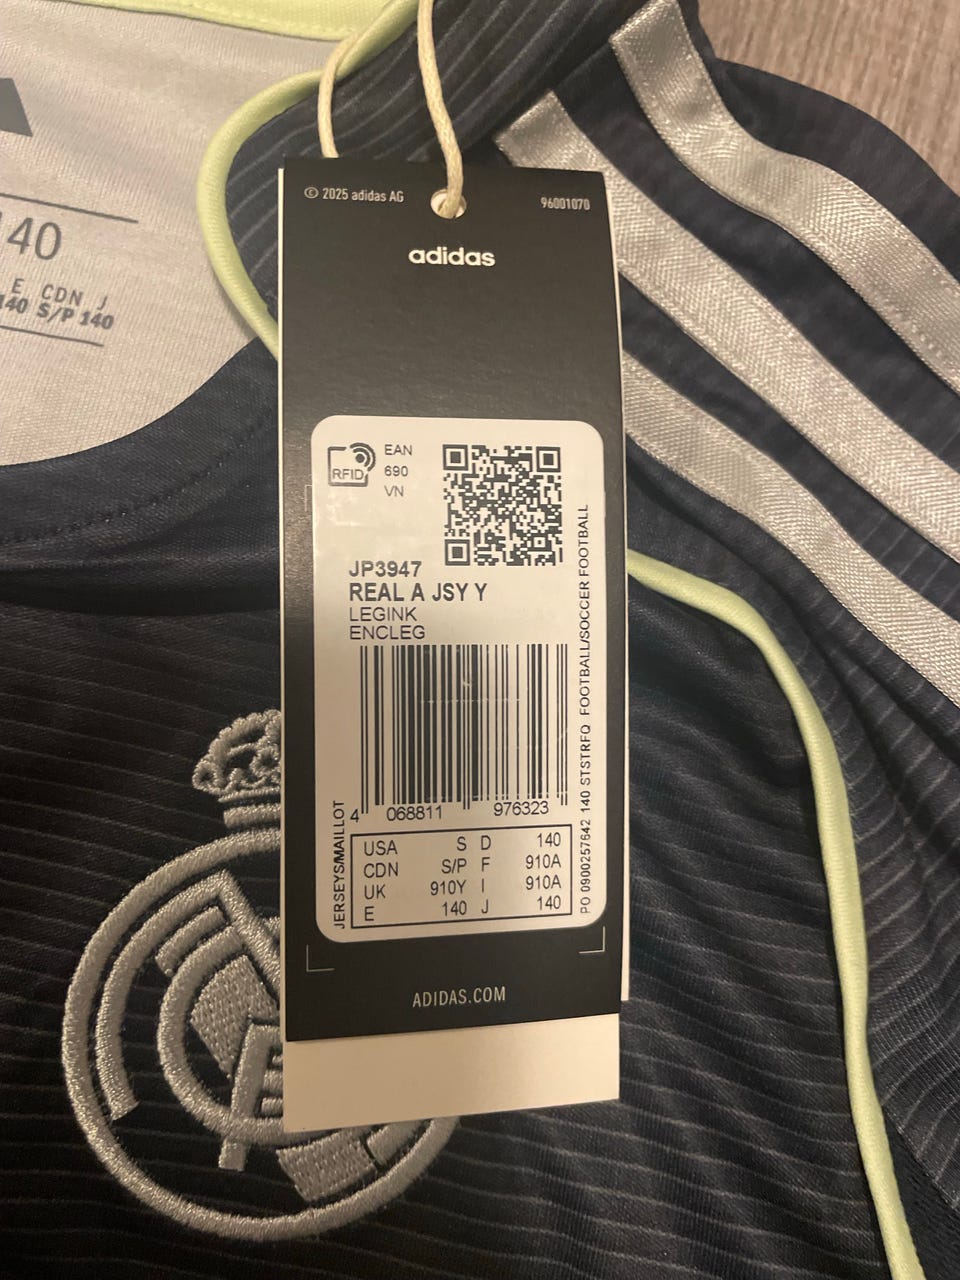 © 2025 adidas AG
96001070
adidas
140
E CDN J
140 S/P 140
RFID
EAN
690
VN
JP3947
REAL A JSY Y
LEGINK
ENCLEG
4 068811 976323
USA S D 140
CDN S/P F 910A
UK 910Y I 910A
E 140 J 140
JERSEYS/MAILLOT
PO 0900257642 140 STSTRFQ FOOTBALL/SOCCER FOOTBALL
ADIDAS.COM